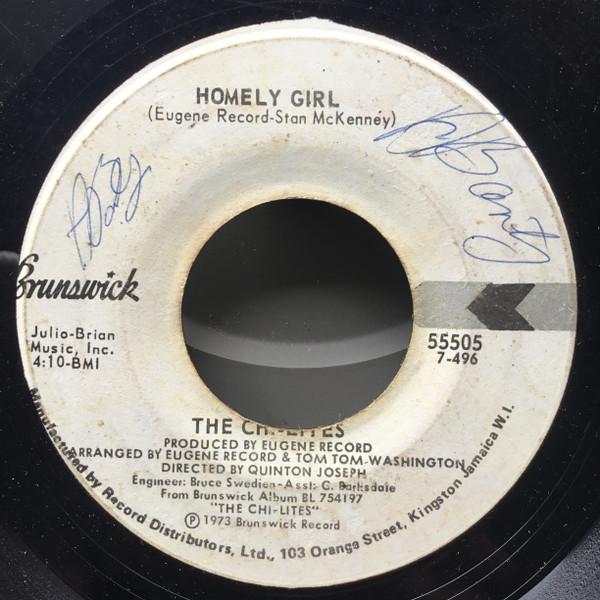 HOMELY GIRL
(Eugene Record-Stan McKenney)
Brunswick
Julio-Brian
Music, Inc.
4:10-BMI
55505
7-496
THE CHI-LITES
PRODUCED BY EUGENE RECORD
ARRANGED BY EUGENE RECORD & TOM TOM-WASHINGTON
DIRECTED BY QUINTON JOSEPH
Engineer: Bruce Swedien-Asst: C. Barksdale
From Brunswick Album BL 754197
"THE CHI-LITES"
Ⓟ 1973 Brunswick Record
Manufactured by Record Distributors, Ltd., 103 Orange Street, Kingston Jamaica W.I.